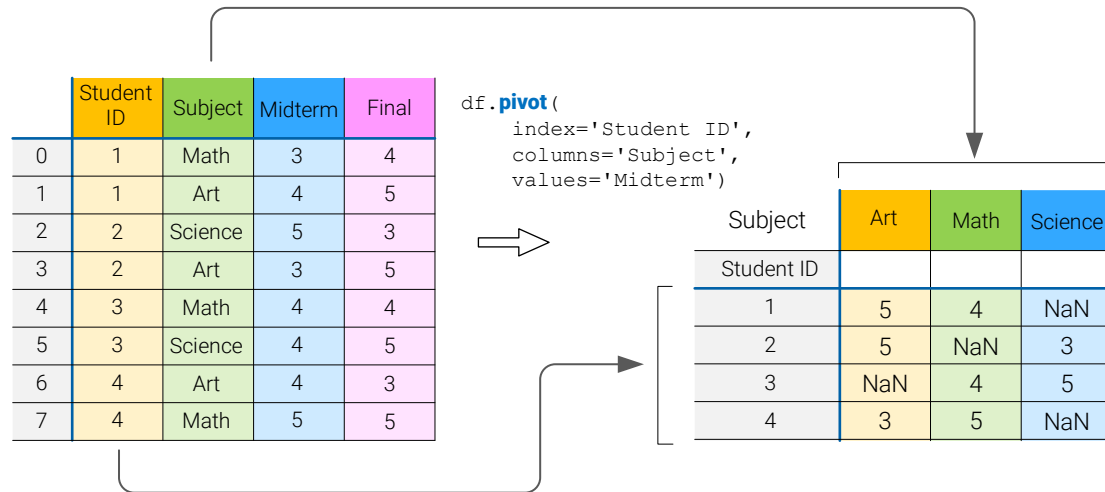 Student ID Subject Midterm Final
0 1 Math 3 4
1 1 Art 4 5
2 2 Science 5 3
3 2 Art 3 5
4 3 Math 4 4
5 3 Science 4 5
6 4 Art 4 3
7 4 Math 5 5
df.pivot(
index='Student ID',
columns='Subject',
values='Midterm')
Subject Art Math Science
Student ID
1 5 4 NaN
2 5 NaN 3
3 NaN 4 5
4 3 5 NaN